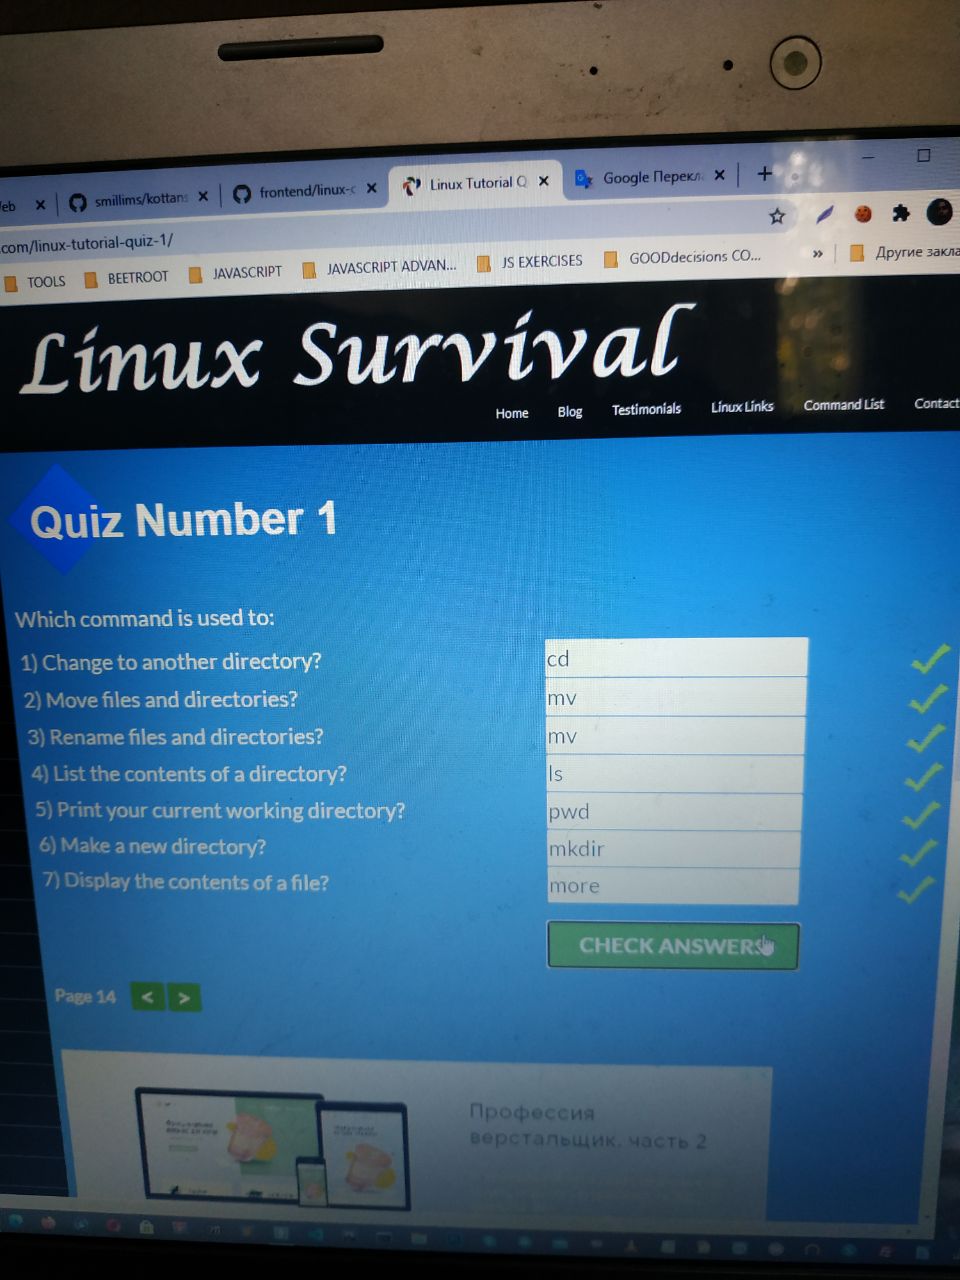 eb
smillims/kottans
frontend/linux-c
Linux Tutorial Q
Google Перекл
.com/linux-tutorial-quiz-1/
TOOLS
BEETROOT
JAVASCRIPT
JAVASCRIPT ADVAN...
JS EXERCISES
GOODdecisions CO...
»
Другие закла
Linux Survival
Home
Blog
Testimonials
Linux Links
Command List
Contact
Quiz Number 1
Which command is used to:
1) Change to another directory?
cd
2) Move files and directories?
mv
3) Rename files and directories?
mv
4) List the contents of a directory?
ls
5) Print your current working directory?
pwd
6) Make a new directory?
mkdir
7) Display the contents of a file?
more
CHECK ANSWERS
Page 14
<
>
Профессия
верстальщик. часть 2